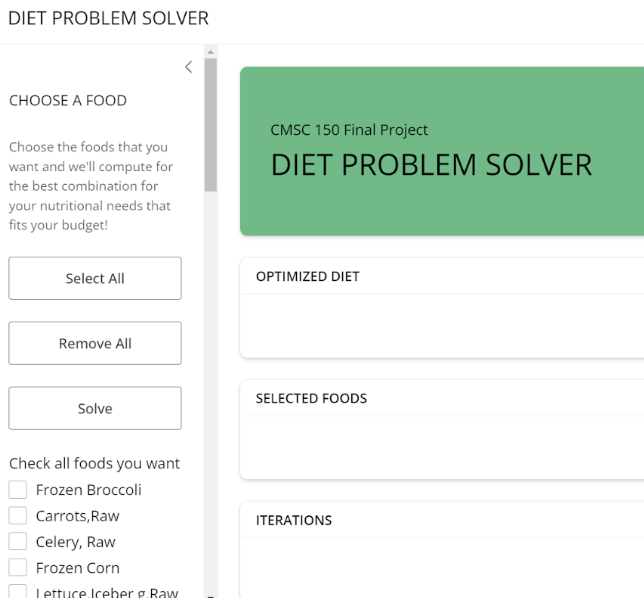 DIET PROBLEM SOLVER
CHOOSE A FOOD
Choose the foods that you
want and we'll compute for
the best combination for
your nutritional needs that
fits your budget!
Select All
Remove All
Solve
Check all foods you want
Frozen Broccoli
Carrots,Raw
Celery, Raw
Frozen Corn
Lettuce,Iceber g,Raw
CMSC 150 Final Project
DIET PROBLEM SOLVER
OPTIMIZED DIET
SELECTED FOODS
ITERATIONS